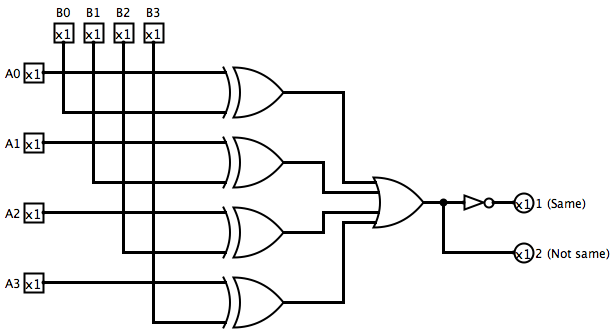 B0 B1 B2 B3
x1 x1 x1 x1
A0 x1
A1 x1
A2 x1
x1 1 (Same)
x1 2 (Not same)
A3 x1